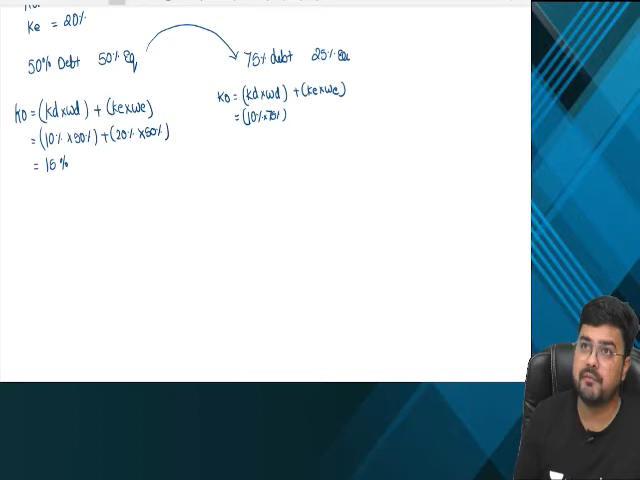 Ke = 20%
50% Debt 50% Eq
75% debt 25% Eq
Ko = (Kd×Wd) + (Ke×We)
= (10% × 50%) + (20% × 50%)
= 15%
Ko = (Kd×Wd) + (Ke×We)
= (10% × 75%)